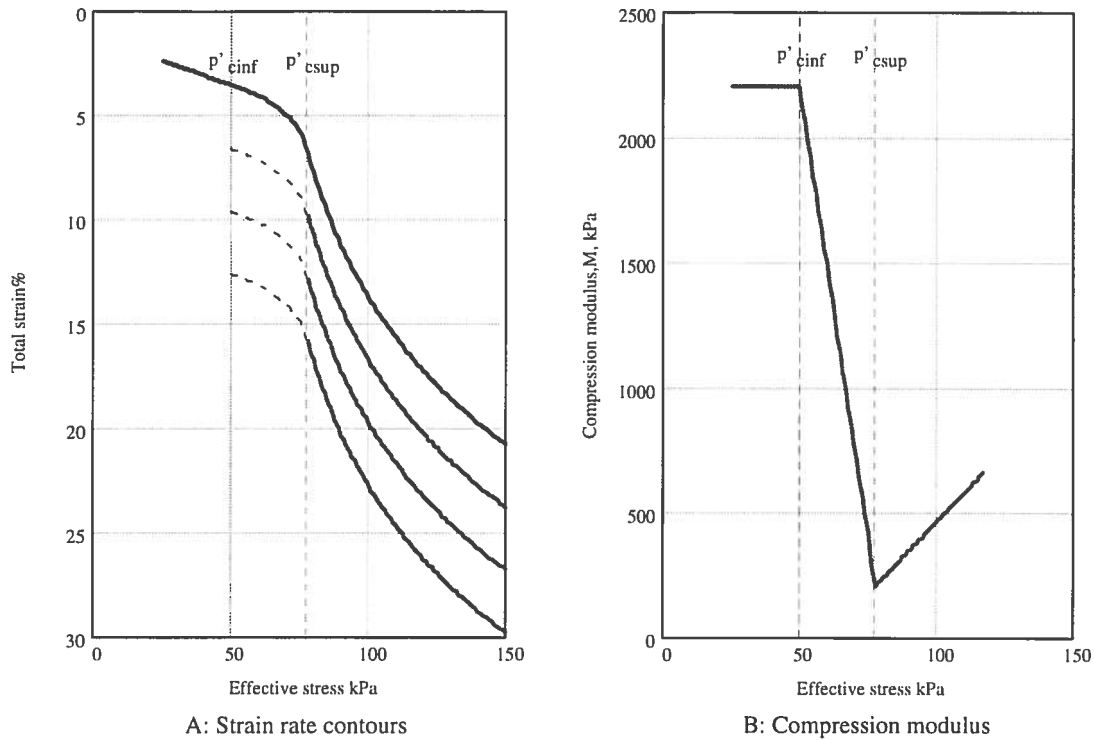 0
5
10
15
20
25
30
Total strain%
p' cinf
p' csup
0
50
100
150
Effective stress kPa
A: Strain rate contours
2500
2000
1500
1000
500
0
Compression modulus,M, kPa
p' cinf
p' csup
0
50
100
150
Effective stress kPa
B: Compression modulus